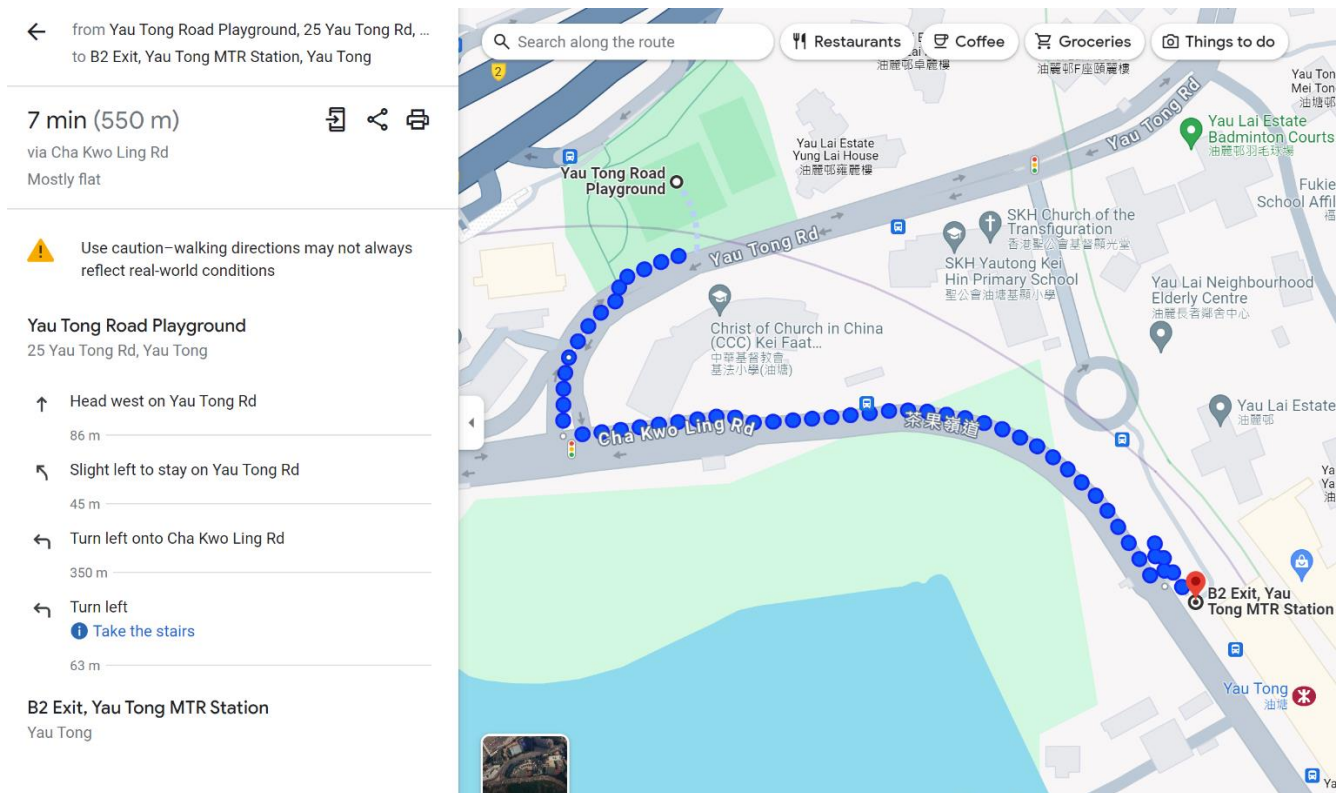 from Yau Tong Road Playground, 25 Yau Tong Rd, ...
to B2 Exit, Yau Tong MTR Station, Yau Tong
7 min (550 m)
via Cha Kwo Ling Rd
Mostly flat
Use caution–walking directions may not always
reflect real-world conditions
Yau Tong Road Playground
25 Yau Tong Rd, Yau Tong
Head west on Yau Tong Rd
86 m
Slight left to stay on Yau Tong Rd
45 m
Turn left onto Cha Kwo Ling Rd
350 m
Turn left
Take the stairs
63 m
B2 Exit, Yau Tong MTR Station
Yau Tong
Search along the route
Restaurants
Coffee
Groceries
Things to do
2
油麗邨卓麗樓
油麗邨F座頤麗樓
Yau Ton
Mei Ton
油塘邨
Yau Tong Rd
Yau Lai Estate
Badminton Courts
油麗邨羽毛球場
Yau Lai Estate
Yung Lai House
油麗邨雍麗樓
Yau Tong Road
Playground
Fukie
School Affil
SKH Church of the
Transfiguration
香港聖公會基督顯光堂
Yau Tong Rd
SKH Yautong Kei
Hin Primary School
聖公會油塘基顯小學
Yau Lai Neighbourhood
Elderly Centre
油麗長者鄰舍中心
Christ of Church in China
(CCC) Kei Faat...
中華基督教會
基法小學(油塘)
Yau Lai Estate
油麗邨
Cha Kwo Ling Rd
茶果嶺道
Ya
Ya
油
B2 Exit, Yau
Tong MTR Station
Yau Tong
油塘
Ya